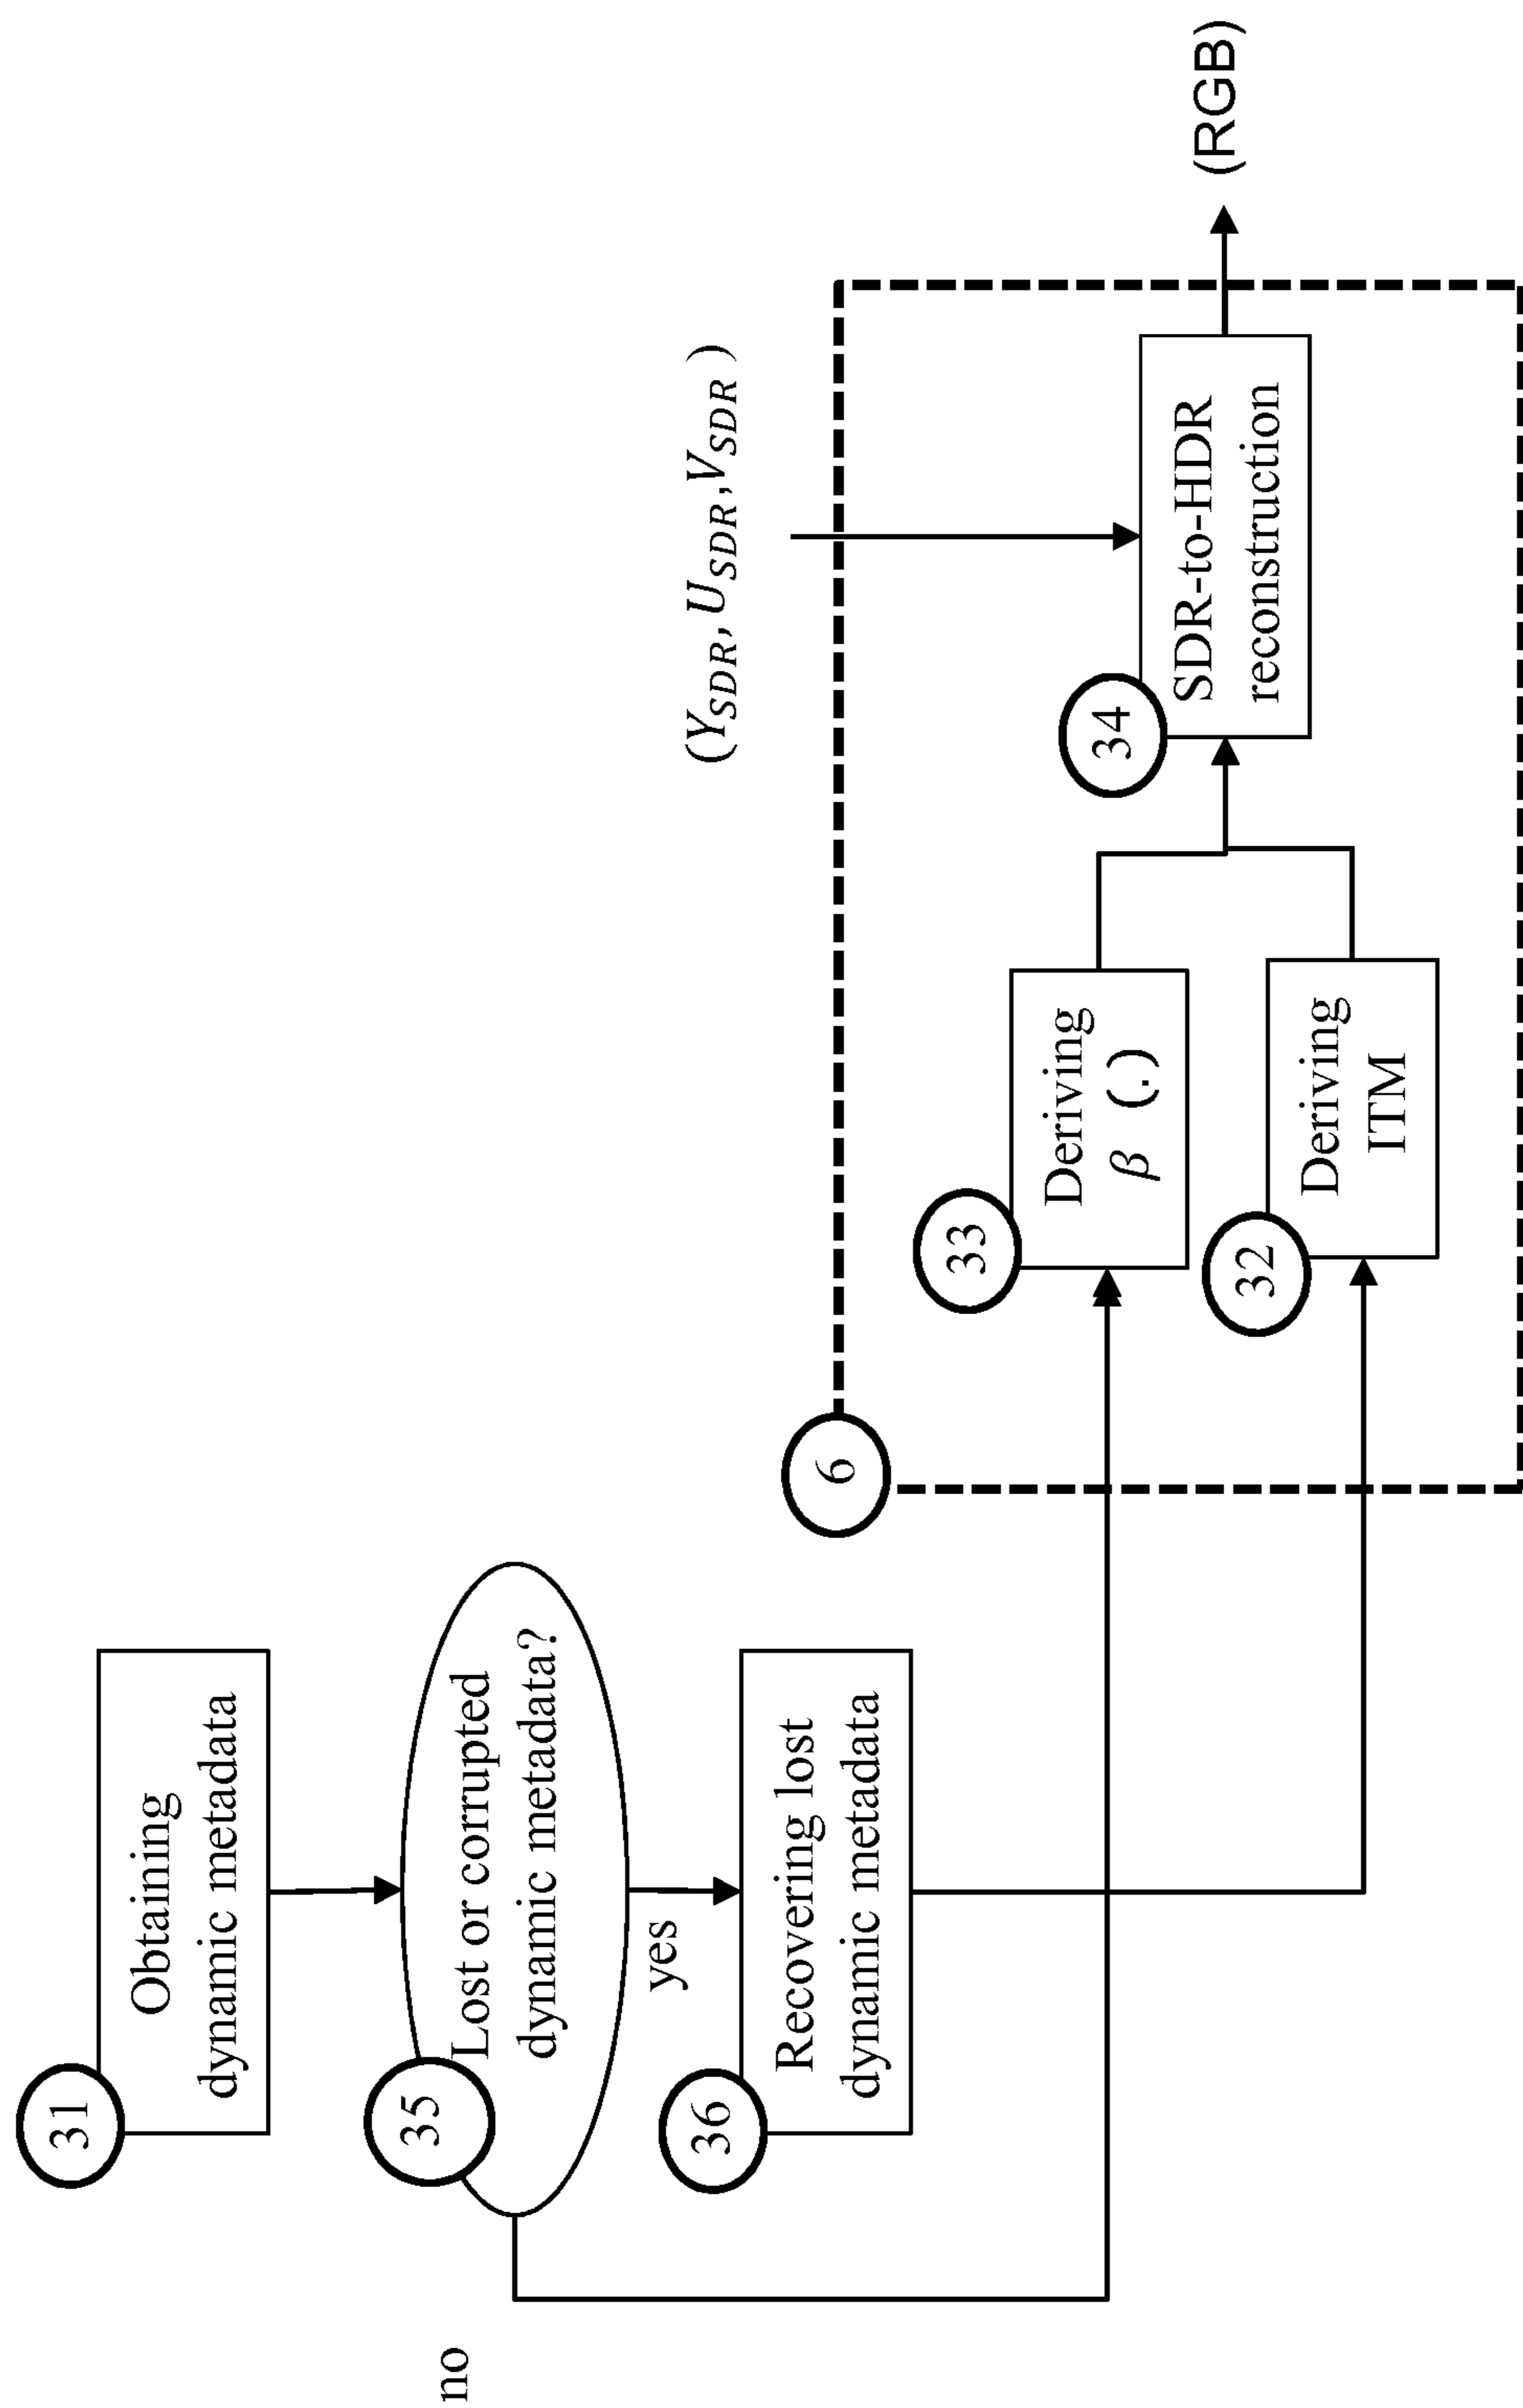 31
Obtaining
dynamic metadata
35
Lost or corrupted
dynamic metadata?
no
yes
36
Recovering lost
dynamic metadata
6
33
Deriving
β (.)
32
Deriving
ITM
(Y_SDR, U_SDR, V_SDR)
34
SDR-to-HDR
reconstruction
(RGB)